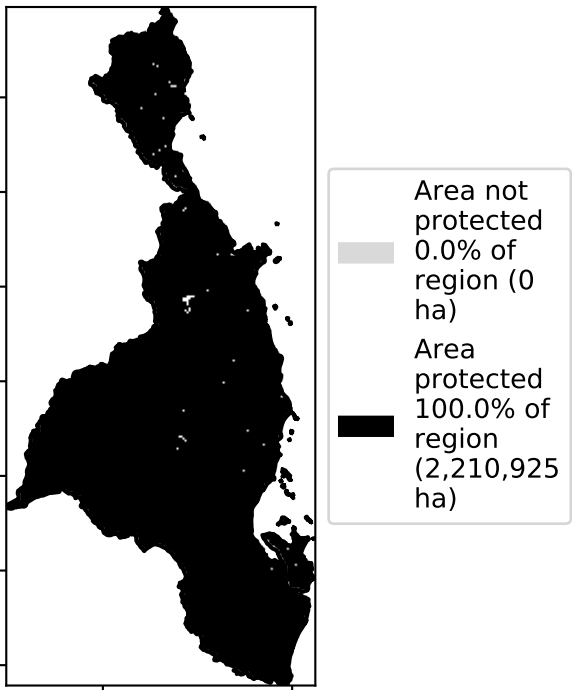 Area not
protected
0.0% of
region (0
ha)
Area
protected
100.0% of
region
(2,210,925
ha)